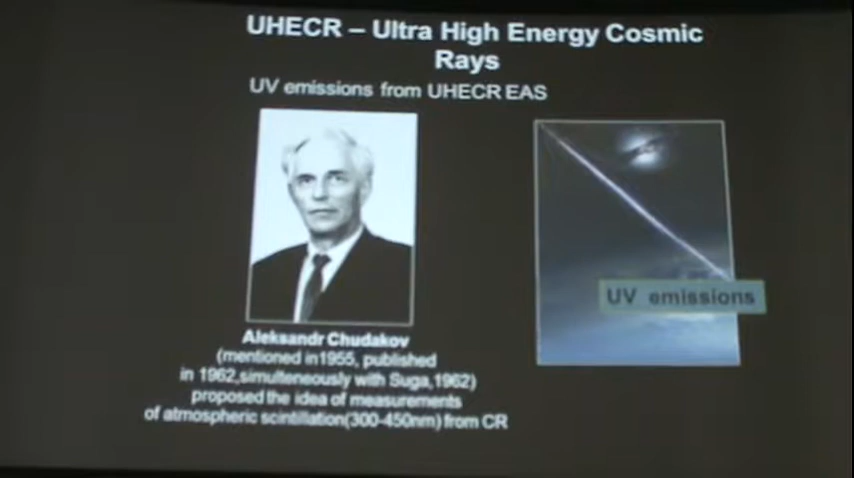 UHECR – Ultra High Energy Cosmic
Rays
UV emissions from UHECR EAS
UV emissions
Aleksandr Chudakov
(mentioned in1955, published
in 1962,simulteneously with Suga,1962)
proposed the idea of measurements
of atmospheric scintillation(300-450nm) from CR